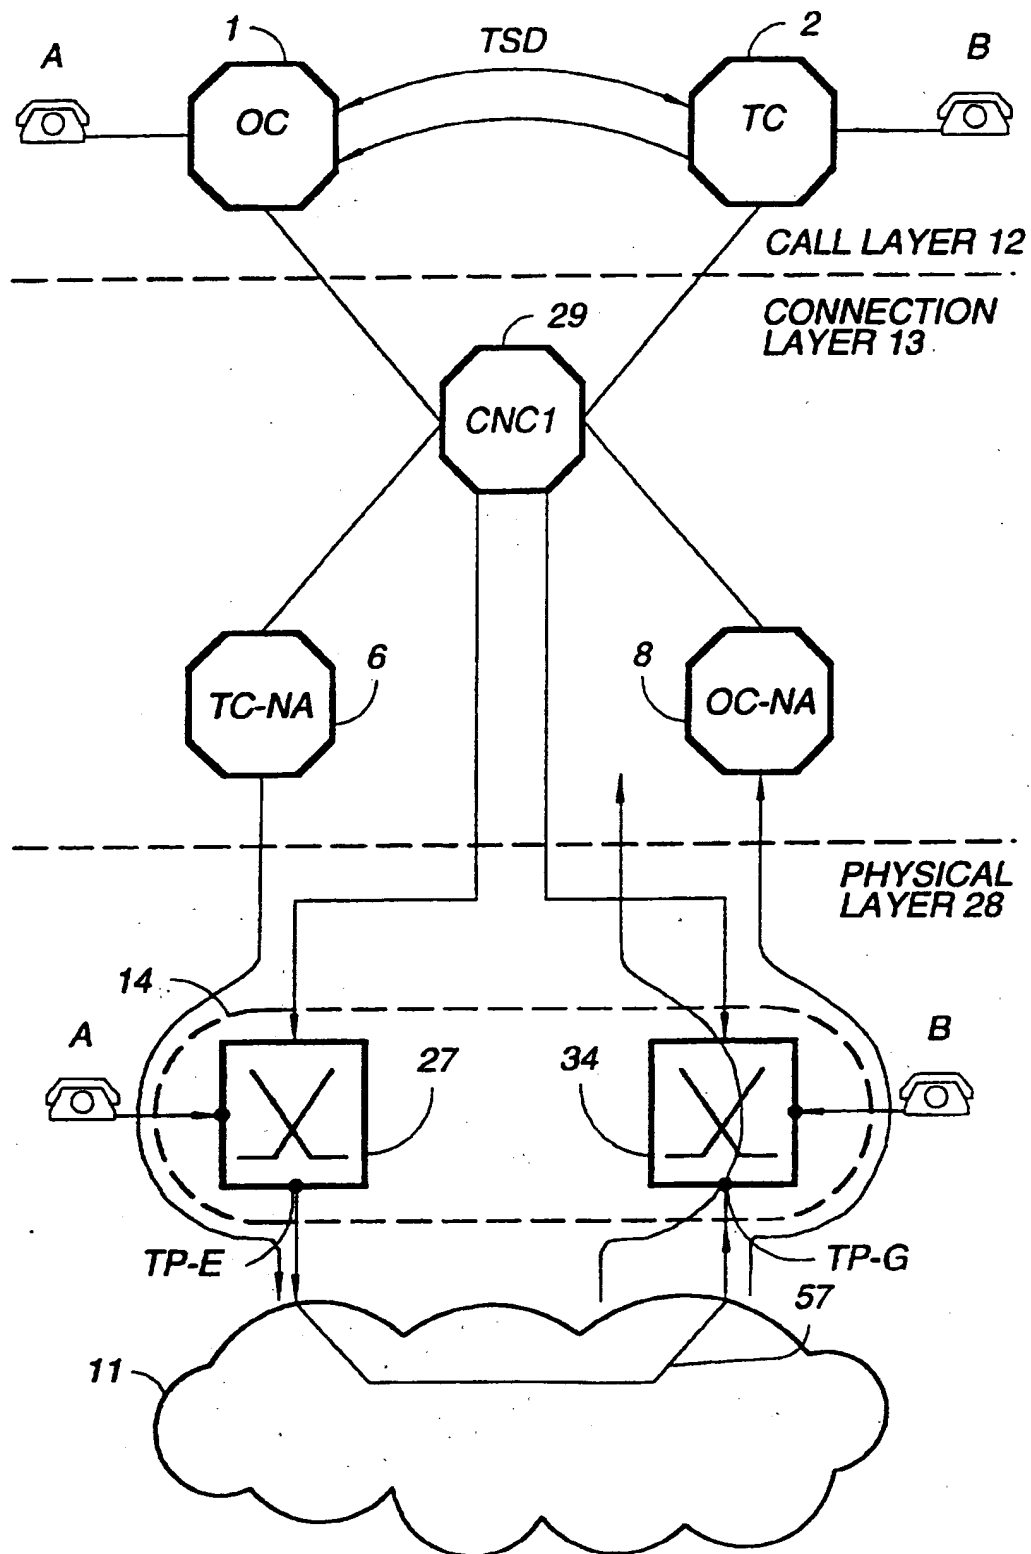 1
TSD
2
A
B
OC
TC
CALL LAYER 12
CONNECTION
LAYER 13
29
CNC1
6
8
TC-NA
OC-NA
PHYSICAL
LAYER 28
14
A
B
27
34
TP-E
TP-G
57
11